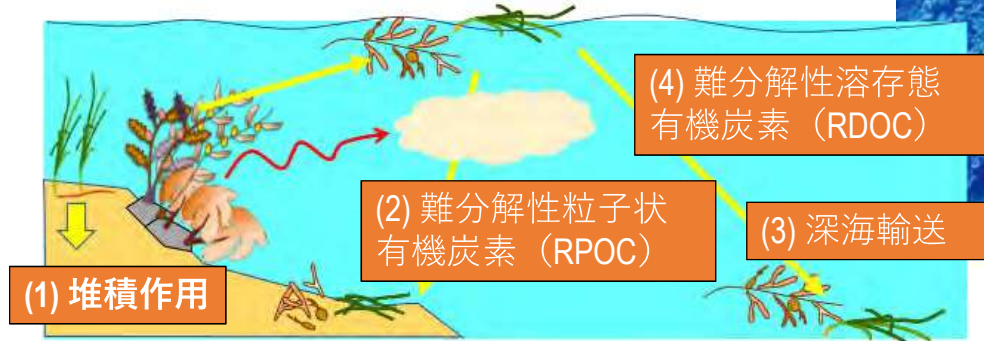 (4) 難分解性溶存態
有機炭素（RDOC）
(2) 難分解性粒子状
有機炭素（RPOC）
(3) 深海輸送
(1) 堆積作用